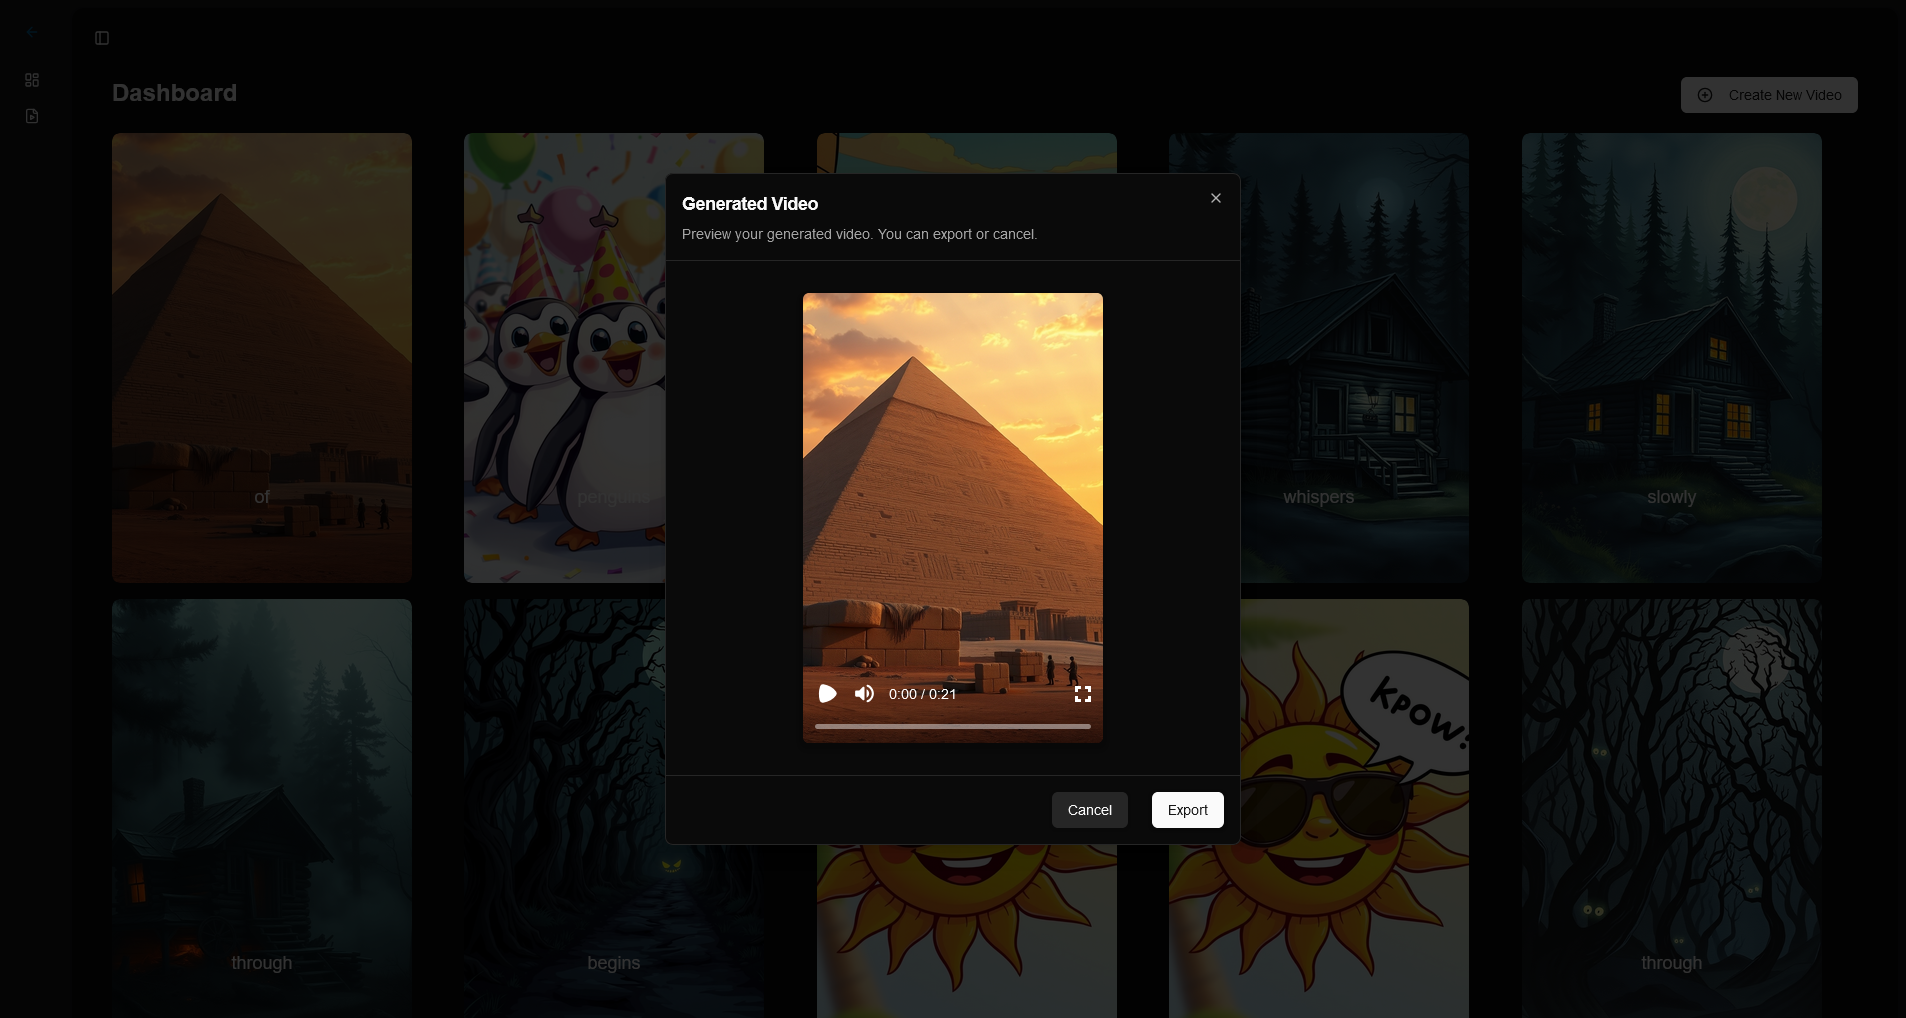 Dashboard
Create New Video
Generated Video
Preview your generated video. You can export or cancel.
of
penguins
whispers
slowly
0:00 / 0:21
KPOW!
Cancel
Export
through
begins
through